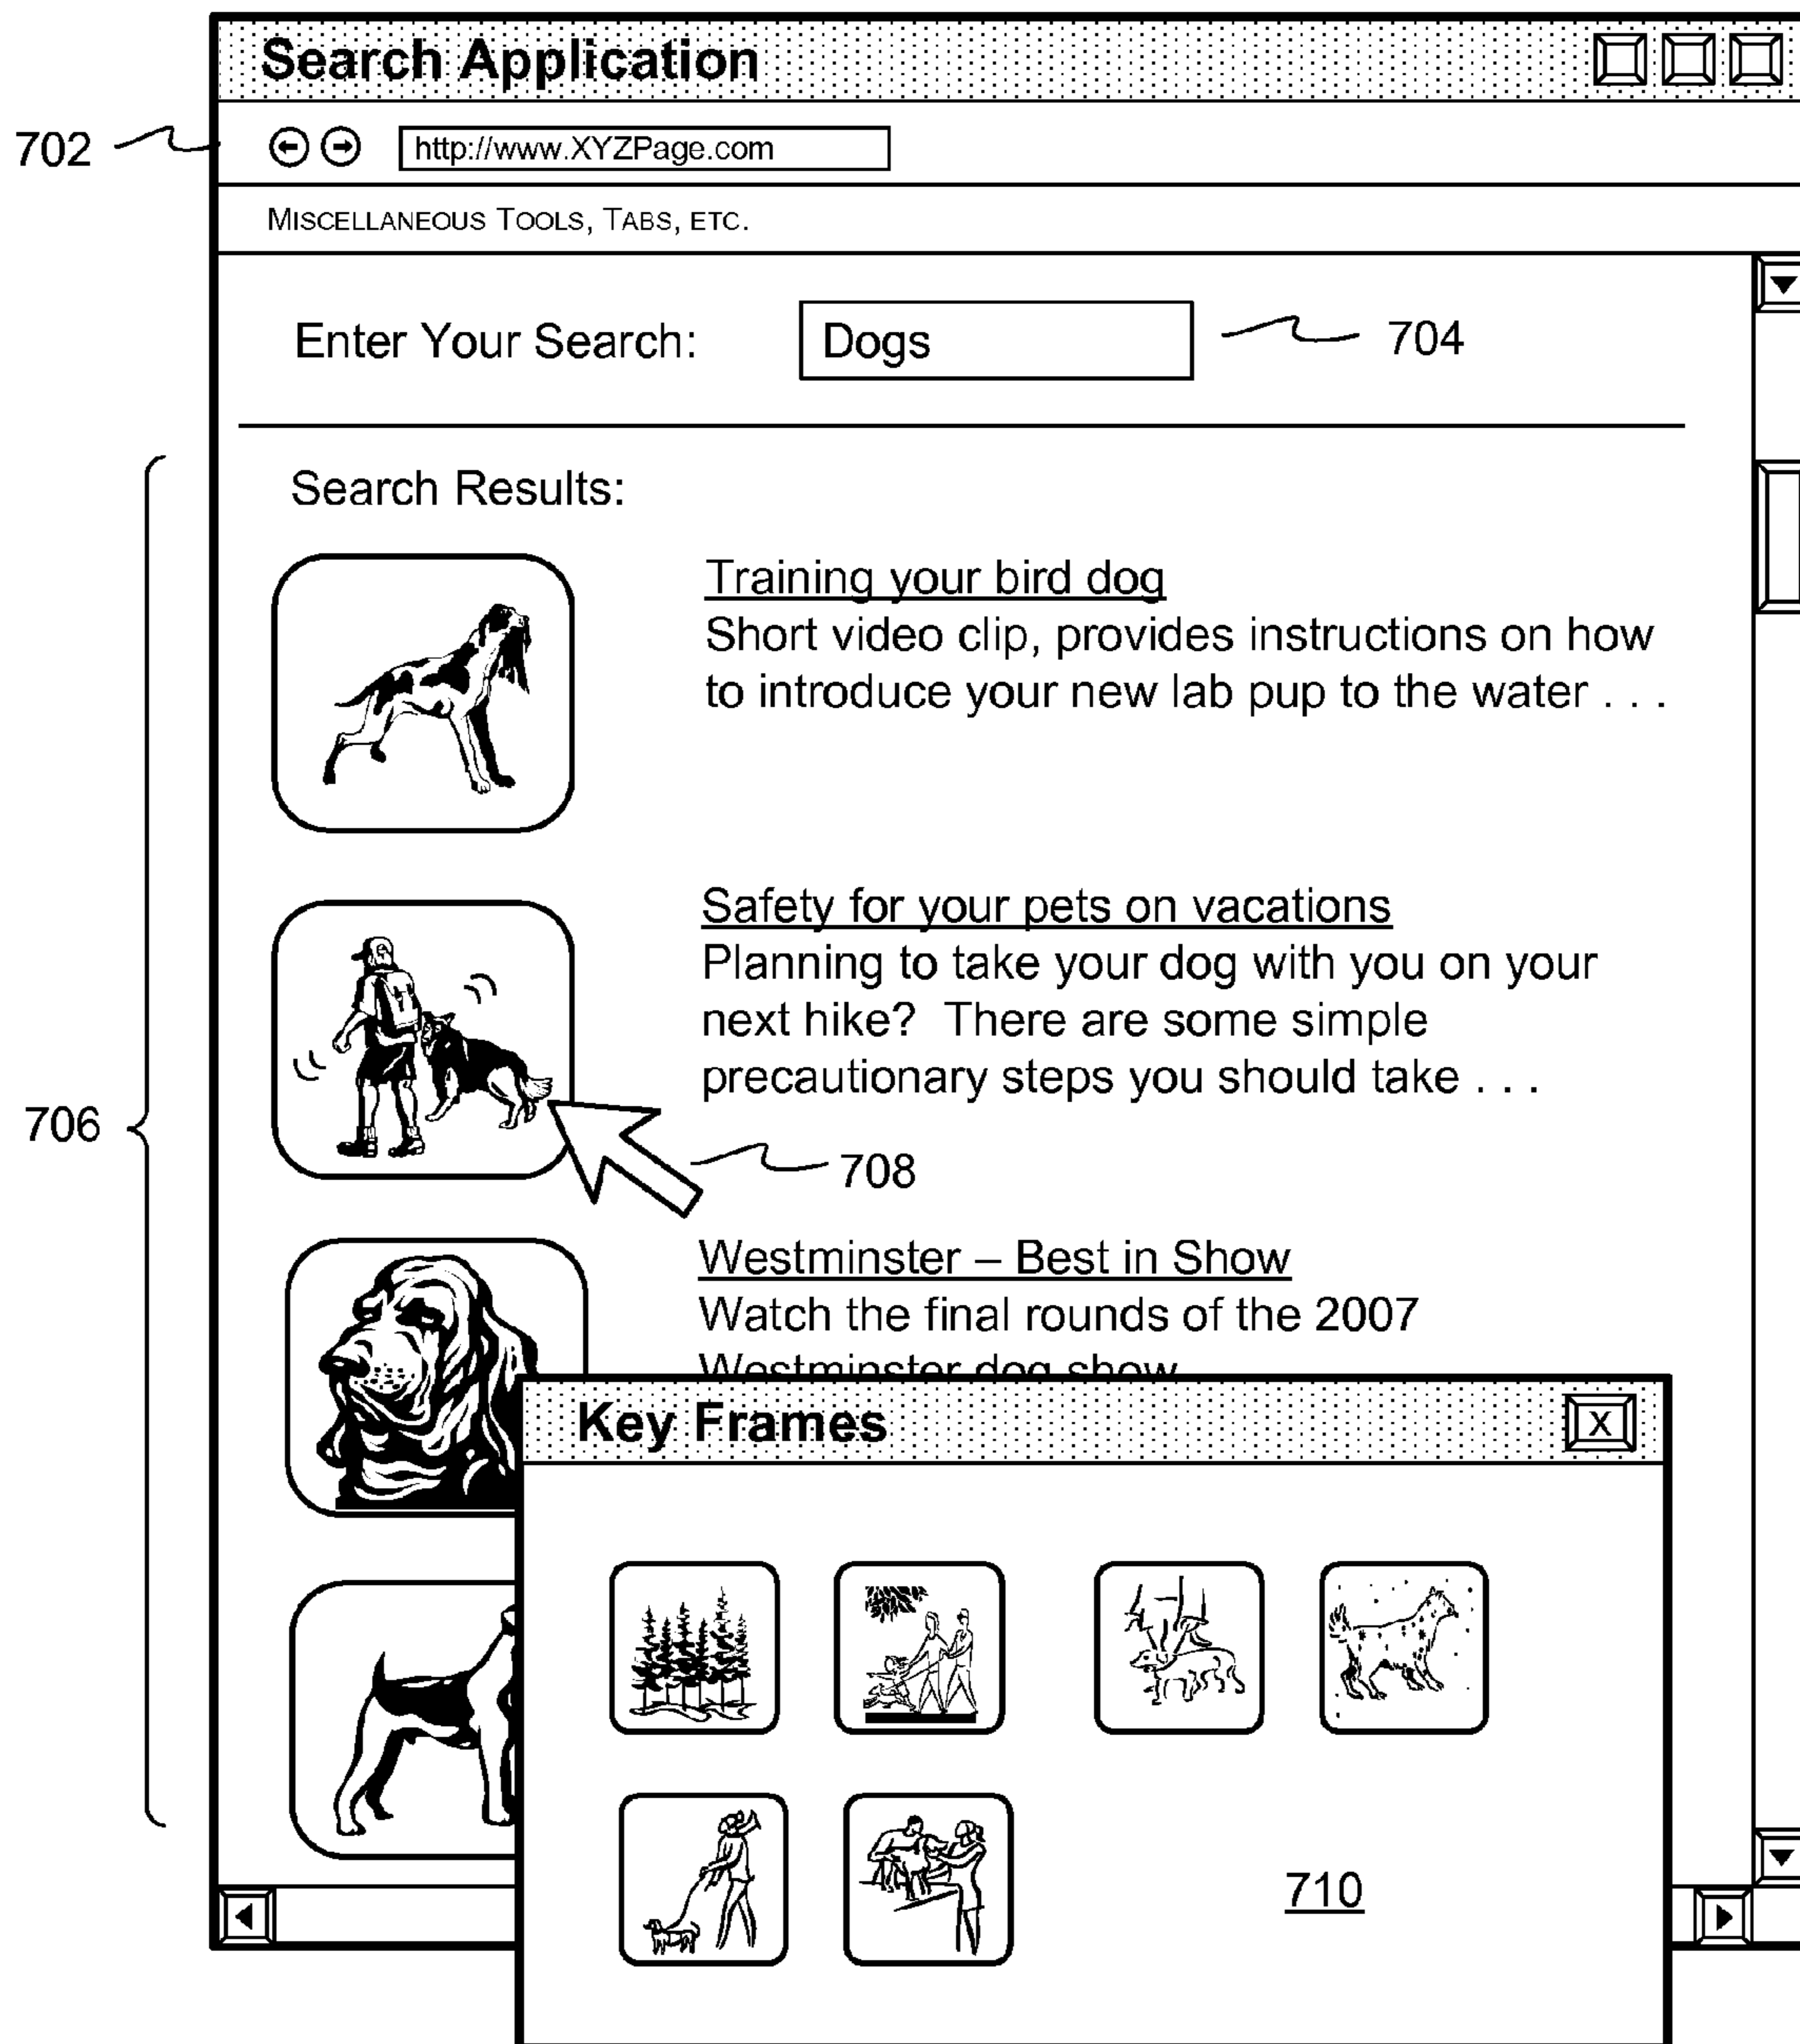 Search Application
702
http://www.XYZPage.com
MISCELLANEOUS TOOLS, TABS, ETC.
Enter Your Search:
Dogs
704
Search Results:
Training your bird dog
Short video clip, provides instructions on how
to introduce your new lab pup to the water . . .
Safety for your pets on vacations
Planning to take your dog with you on your
next hike? There are some simple
precautionary steps you should take . . .
706
708
Westminster – Best in Show
Watch the final rounds of the 2007
Westminster dog show
Key Frames
X
710